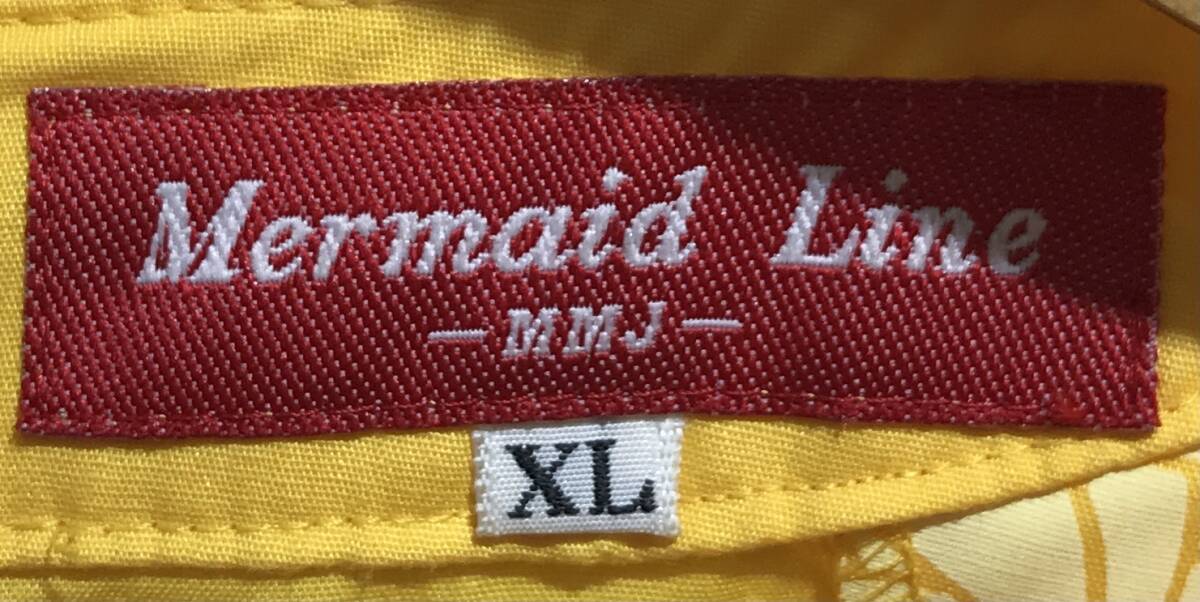 Mermaid Line
—MMJ—
XL